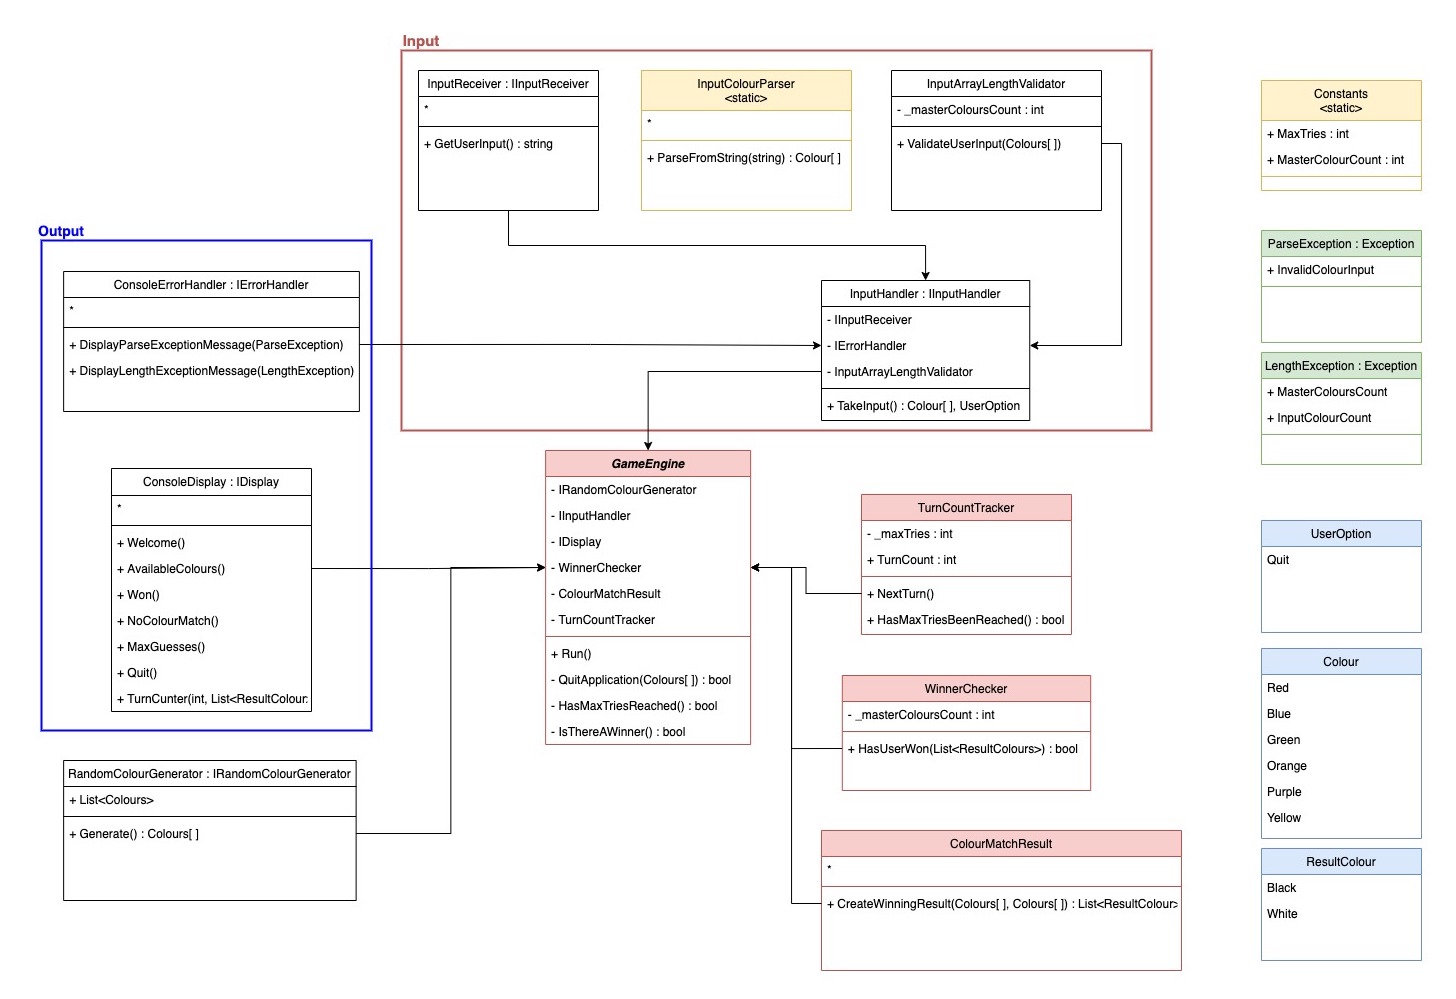 Input
InputReceiver : IInputReceiver
*
+ GetUserInput() : string
InputColourParser
<static>
*
+ ParseFromString(string) : Colour[ ]
InputArrayLengthValidator
- _masterColoursCount : int
+ ValidateUserInput(Colours[ ])
InputHandler : IInputHandler
- IInputReceiver
- IErrorHandler
- InputArrayLengthValidator
+ TakeInput() : Colour[ ], UserOption
Output
ConsoleErrorHandler : IErrorHandler
*
+ DisplayParseExceptionMessage(ParseException)
+ DisplayLengthExceptionMessage(LengthException)
ConsoleDisplay : IDisplay
*
+ Welcome()
+ AvailableColours()
+ Won()
+ NoColourMatch()
+ MaxGuesses()
+ Quit()
+ TurnCunter(int, List<ResultColour
RandomColourGenerator : IRandomColourGenerator
+ List<Colours>
+ Generate() : Colours[ ]
GameEngine
- IRandomColourGenerator
- IInputHandler
- IDisplay
- WinnerChecker
- ColourMatchResult
- TurnCountTracker
+ Run()
- QuitApplication(Colours[ ]) : bool
- HasMaxTriesReached() : bool
- IsThereAWinner() : bool
TurnCountTracker
- _maxTries : int
+ TurnCount : int
+ NextTurn()
+ HasMaxTriesBeenReached() : bool
WinnerChecker
- _masterColoursCount : int
+ HasUserWon(List<ResultColours>) : bool
ColourMatchResult
*
+ CreateWinningResult(Colours[ ], Colours[ ]) : List<ResultColour>
Constants
<static>
+ MaxTries : int
+ MasterColourCount : int
ParseException : Exception
+ InvalidColourInput
LengthException : Exception
+ MasterColoursCount
+ InputColourCount
UserOption
Quit
Colour
Red
Blue
Green
Orange
Purple
Yellow
ResultColour
Black
White